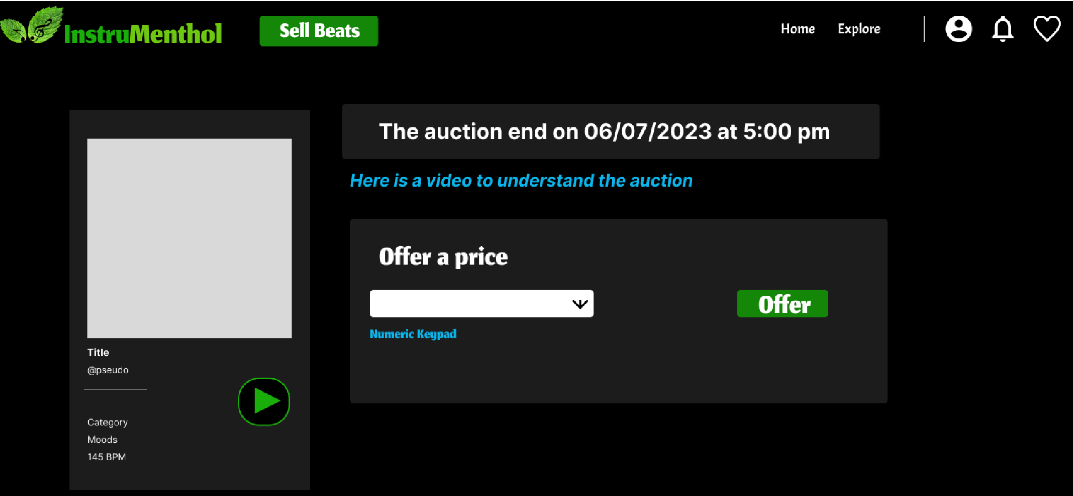 InstruMenthol
Sell Beats
Home
Explore
The auction end on 06/07/2023 at 5:00 pm
Here is a video to understand the auction
Offer a price
Offer
Numeric Keypad
Title
@pseudo
Category
Moods
145 BPM